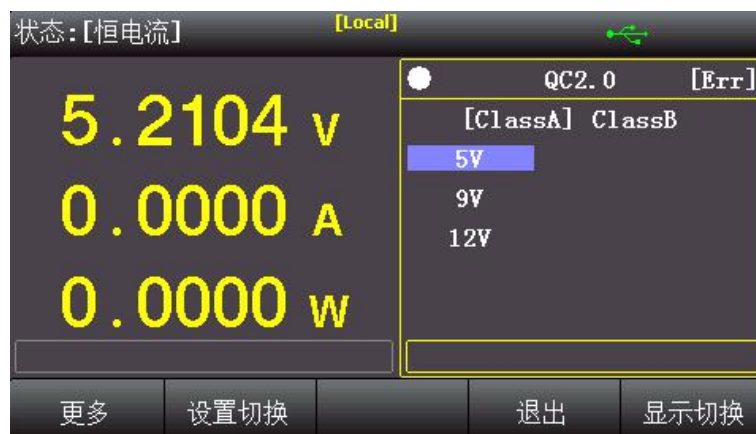 状态:[恒电流] [Local]
5.2104 V
0.0000 A
0.0000 W
QC2.0 [Err]
[ClassA] ClassB
5V
9V
12V
更多 设置切换 退出 显示切换